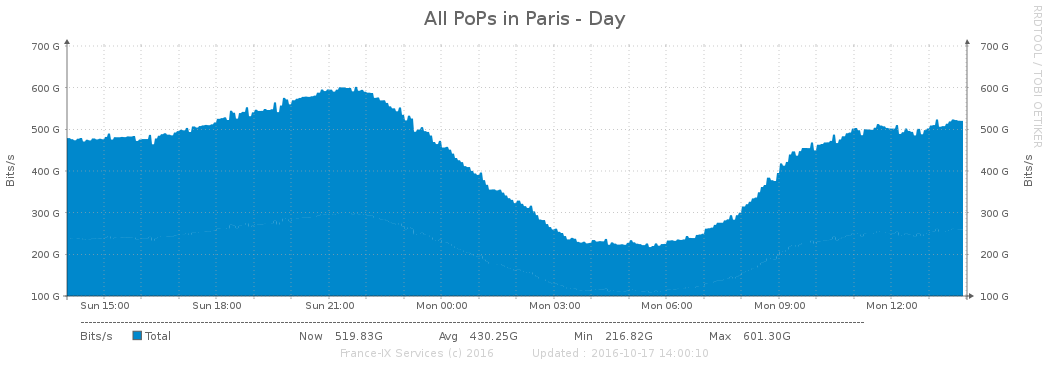 All PoPs in Paris - Day
RRDTOOL / TOBI OETIKER
700 G 700 G
600 G 600 G
500 G 500 G
400 G 400 G
300 G 300 G
200 G 200 G
100 G 100 G
Bits/s
Bits/s
Sun 15:00 Sun 18:00 Sun 21:00 Mon 00:00 Mon 03:00 Mon 06:00 Mon 09:00 Mon 12:00
Bits/s Total Now 519.83G Avg 430.25G Min 216.82G Max 601.30G
France-IX Services (c) 2016 Updated : 2016-10-17 14:00:10